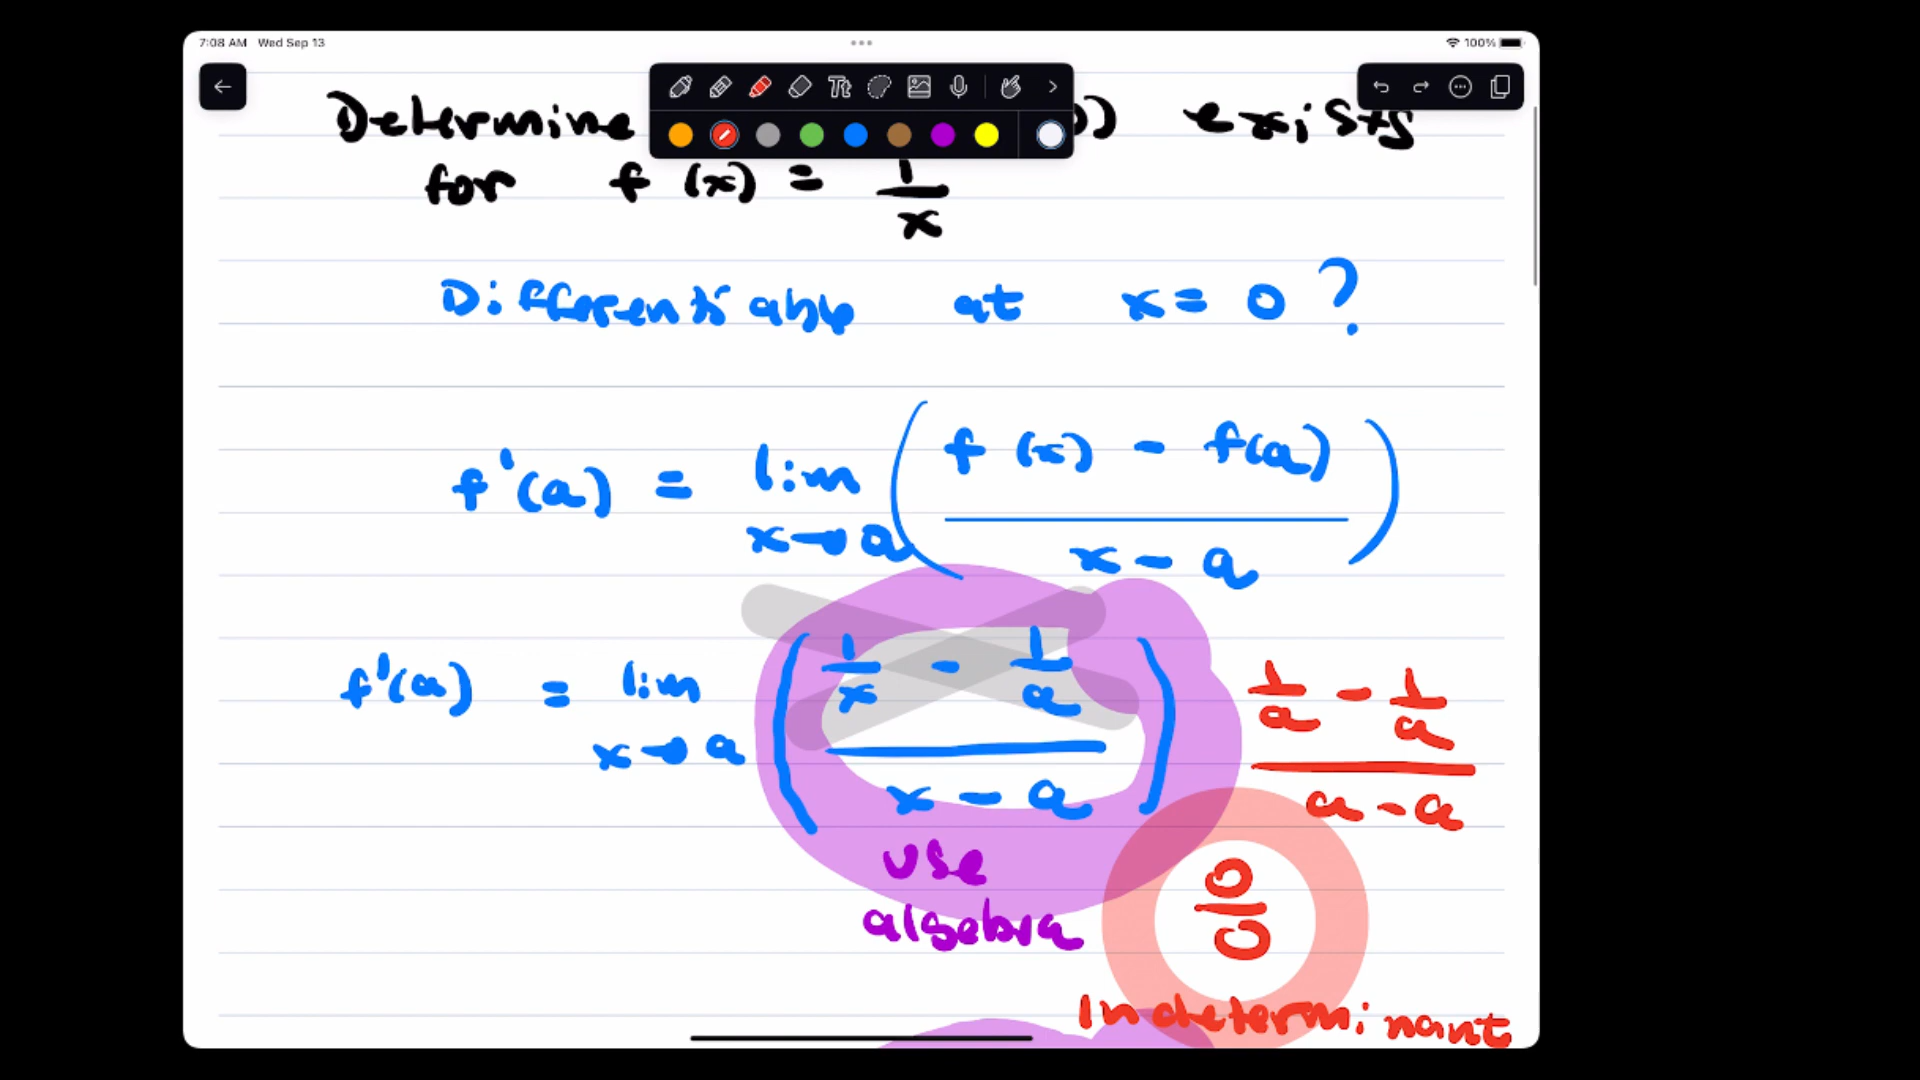 7:08 AM Wed Sep 13
100%
Tt
Determine )) exists
for f (x) = 1/x
Differentiable at x = 0 ?
f'(a) = lim x→a ( f (x) - f(a) / x - a )
f'(a) = lim x→a ( 1/x - 1/a / x - a ) 1/a - 1/a / a - a
use
algebra
0/0
Indeterminant